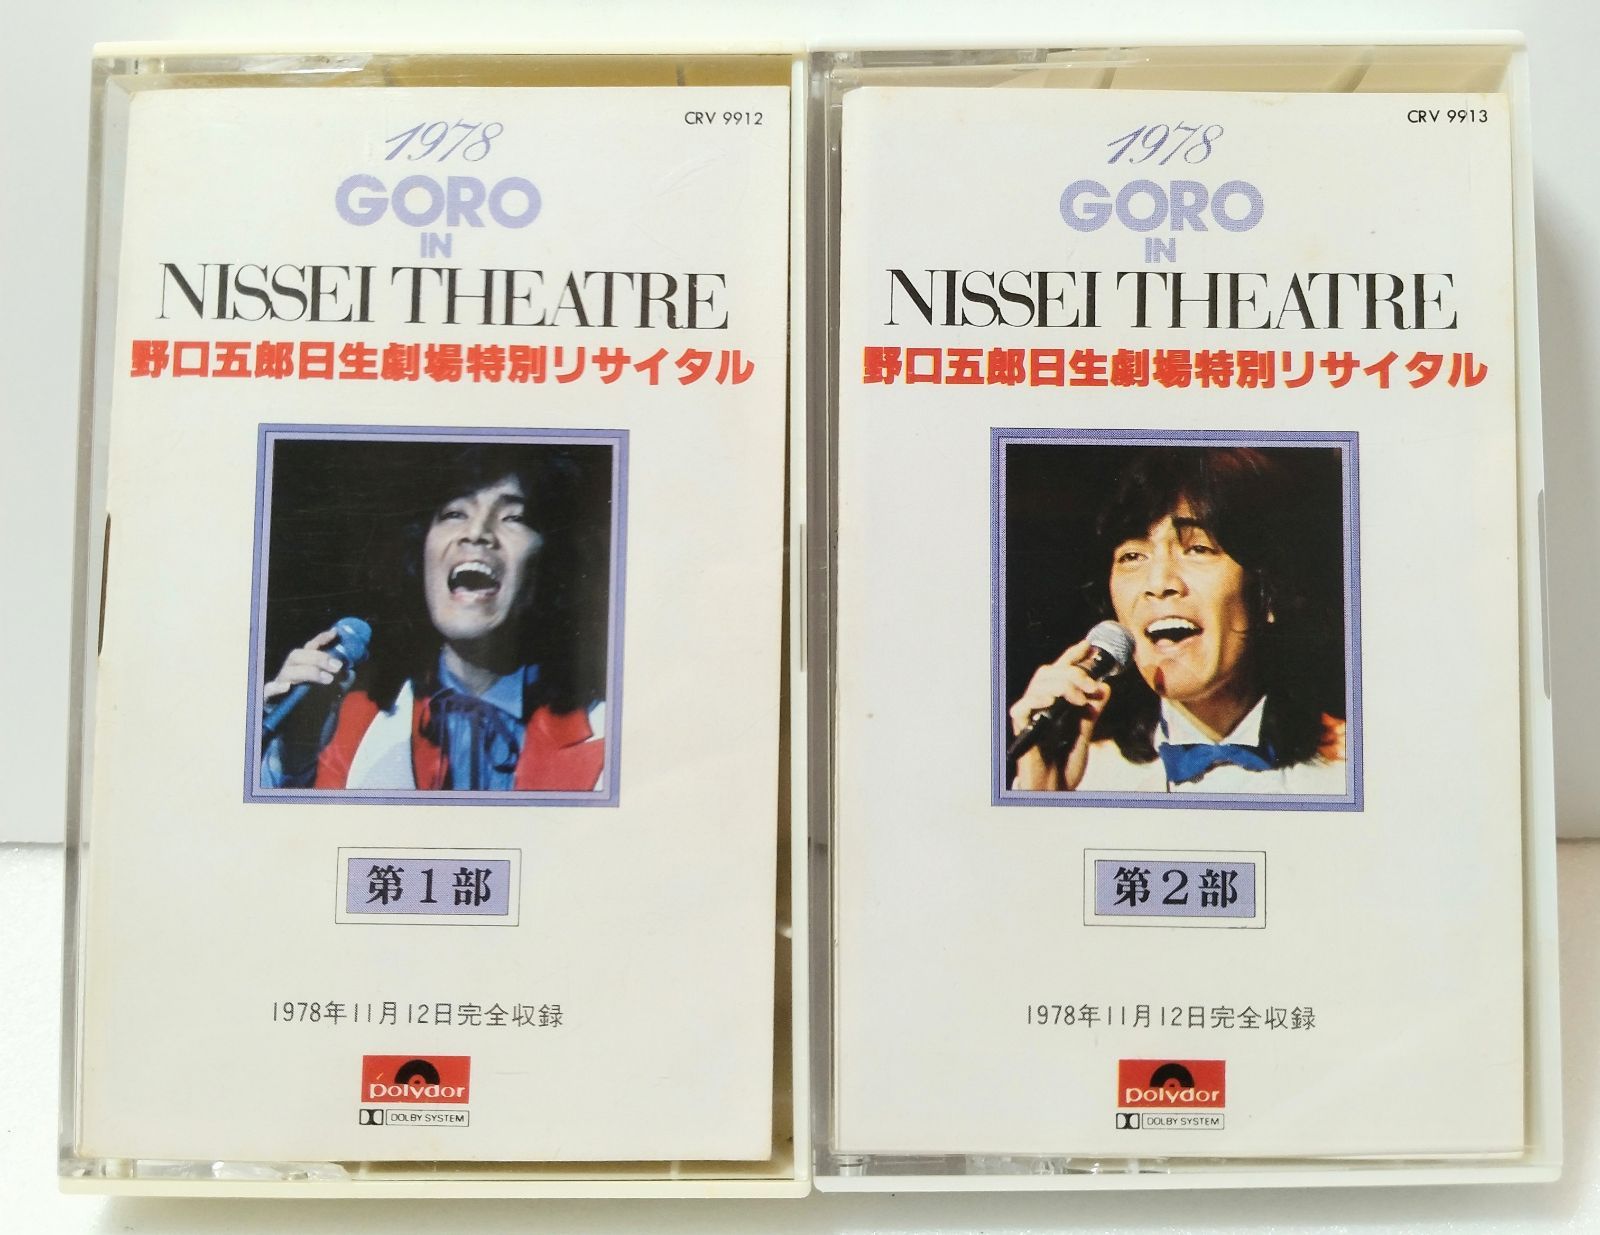 CRV 9912
1978
GORO
IN
NISSEI THEATRE
野口五郎日生劇場特別リサイタル
第1部
1978年11月12日完全収録
polydor
DOLBY SYSTEM
CRV 9913
1978
GORO
IN
NISSEI THEATRE
野口五郎日生劇場特別リサイタル
第2部
1978年11月12日完全収録
polydor
DOLBY SYSTEM